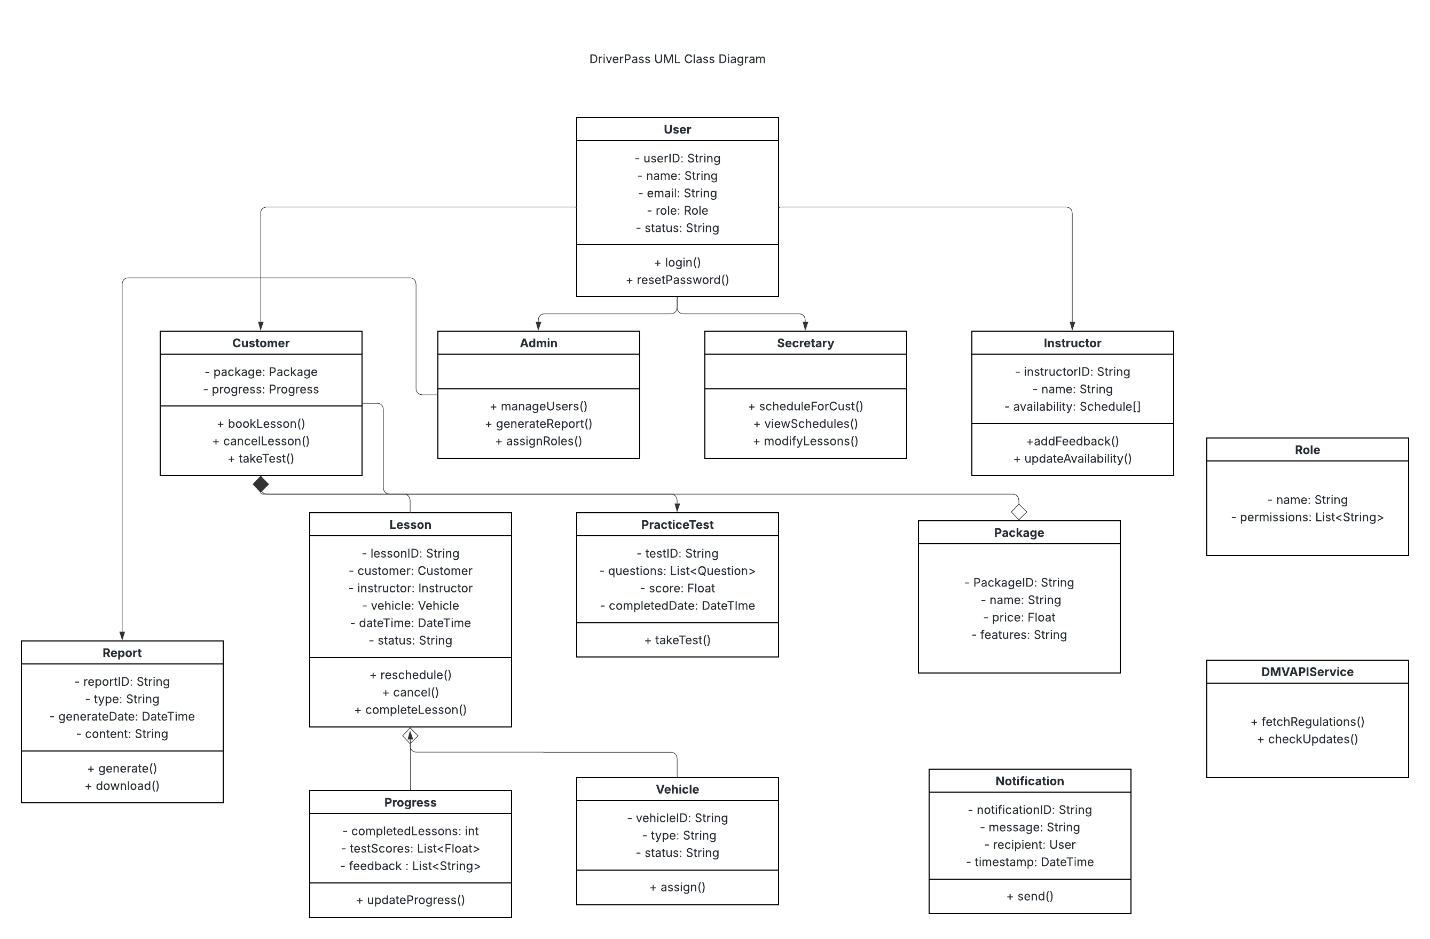 DriverPass UML Class Diagram
User
- userID: String
- name: String
- email: String
- role: Role
- status: String
+ login()
+ resetPassword()
Customer
- package: Package
- progress: Progress
+ bookLesson()
+ cancelLesson()
+ takeTest()
Admin
+ manageUsers()
+ generateReport()
+ assignRoles()
Secretary
+ scheduleForCust()
+ viewSchedules()
+ modifyLessons()
Instructor
- instructorID: String
- name: String
- availability: Schedule[]
+addFeedback()
+ updateAvailability()
Role
- name: String
- permissions: List<String>
Lesson
- lessonID: String
- customer: Customer
- instructor: Instructor
- vehicle: Vehicle
- dateTime: DateTime
- status: String
+ reschedule()
+ cancel()
+ completeLesson()
PracticeTest
- testID: String
- questions: List<Question>
- score: Float
- completedDate: DateTIme
+ takeTest()
Package
- PackageID: String
- name: String
- price: Float
- features: String
Report
- reportID: String
- type: String
- generateDate: DateTime
- content: String
+ generate()
+ download()
DMVAPIService
+ fetchRegulations()
+ checkUpdates()
Progress
- completedLessons: int
- testScores: List<Float>
- feedback : List<String>
+ updateProgress()
Vehicle
- vehicleID: String
- type: String
- status: String
+ assign()
Notification
- notificationID: String
- message: String
- recipient: User
- timestamp: DateTime
+ send()